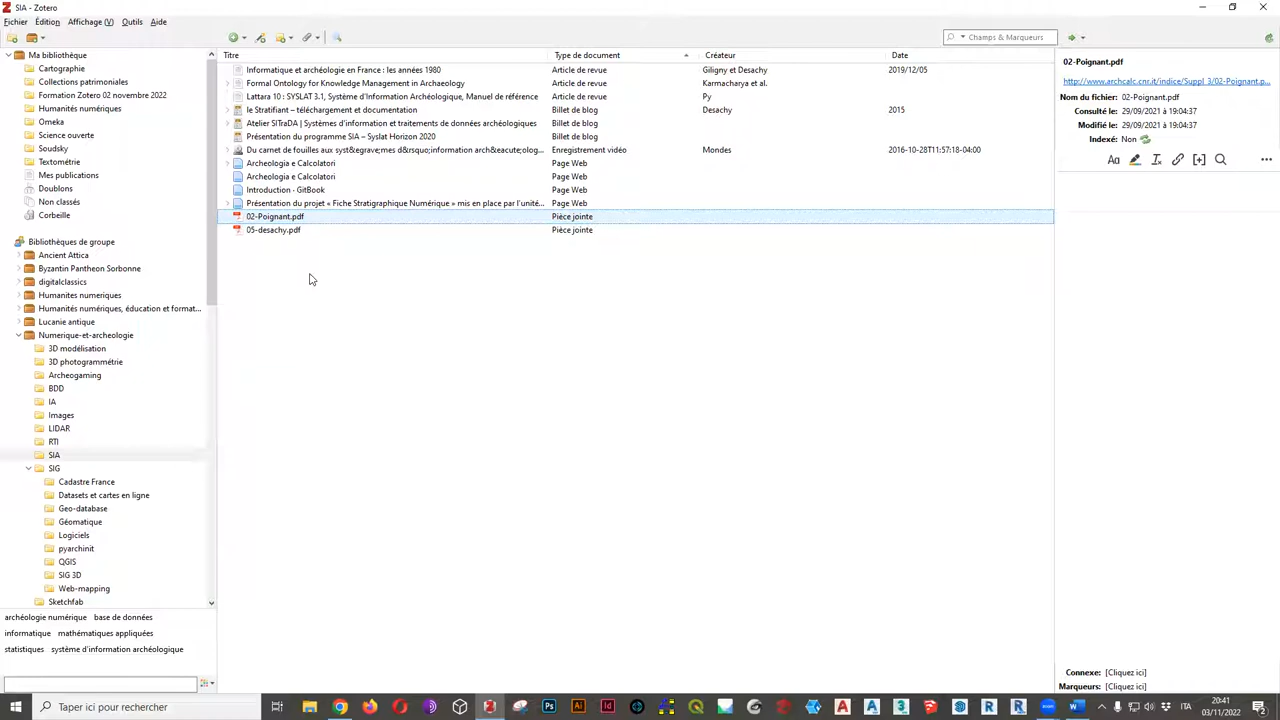 SIA - Zotero
Fichier Édition Affichage (V) Outils Aide
Champs & Marqueurs
Ma bibliothèque
Cartographie
Collections patrimoniales
Formation Zotero 02 novembre 2022
Humanités numériques
Omeka
Science ouverte
Soudsky
Textométrie
Mes publications
Doublons
Non classés
Corbeille
Bibliothèques de groupe
Ancient Attica
Byzantin Pantheon Sorbonne
digitalclassics
Humanites numeriques
Humanités numériques, éducation et format...
Lucanie antique
Numerique-et-archeologie
3D modélisation
3D photogrammétrie
Archeogaming
BDD
IA
Images
LIDAR
RTI
SIA
SIG
Cadastre France
Datasets et cartes en ligne
Geo-database
Géomatique
Logiciels
pyarchinit
QGIS
SIG 3D
Web-mapping
Sketchfab
archéologie numérique base de données
informatique mathématiques appliquées
statistiques système d'information archéologique
Titre Type de document Créateur Date
Informatique et archéologie en France : les années 1980 Article de revue Giligny et Desachy 2019/12/05
Formal Ontology for Knowledge Management in Archaeology Article de revue Karmacharya et al.
Lattara 10 : SYSLAT 3.1, Système d'Information Archéologique, Manuel de référence Article de revue Py
le Stratifiant – téléchargement et documentation Billet de blog Desachy 2015
Atelier SITraDA | Systèmes d'information et traitements de données archéologiques Billet de blog
Présentation du programme SIA – Syslat Horizon 2020 Billet de blog
Du carnet de fouilles aux syst&egrave;mes d&rsquo;information arch&eacute;olog... Enregistrement vidéo Mondes 2016-10-28T11:57:18-04:00
Archeologia e Calcolatori Page Web
Archeologia e Calcolatori Page Web
Introduction · GitBook Page Web
Présentation du projet « Fiche Stratigraphique Numérique » mis en place par l'unité... Page Web
02-Poignant.pdf Pièce jointe
05-desachy.pdf Pièce jointe
02-Poignant.pdf
http://www.archcalc.cnr.it/indice/Suppl_3/02-Poignant.p...
Nom du fichier: 02-Poignant.pdf
Consulté le: 29/09/2021 à 19:04:37
Modifié le: 29/09/2021 à 19:04:37
Indexé: Non
Aa
Connexe: [Cliquez ici]
Marqueurs: [Cliquez ici]
Taper ici pour rechercher
20:41
03/11/2022